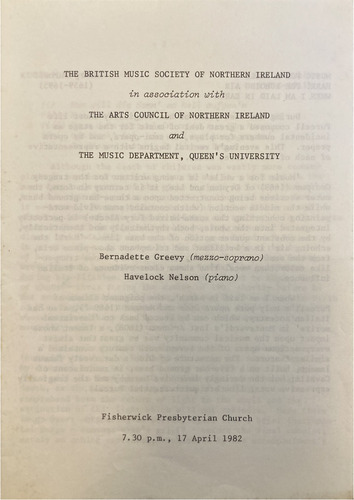 THE BRITISH MUSIC SOCIETY OF NORTHERN IRELAND
in association with
THE ARTS COUNCIL OF NORTHERN IRELAND
and
THE MUSIC DEPARTMENT, QUEEN'S UNIVERSITY
Bernadette Greevy (mezzo-soprano)
Havelock Nelson (piano)
Fisherwick Presbyterian Church
7.30 p.m., 17 April 1982